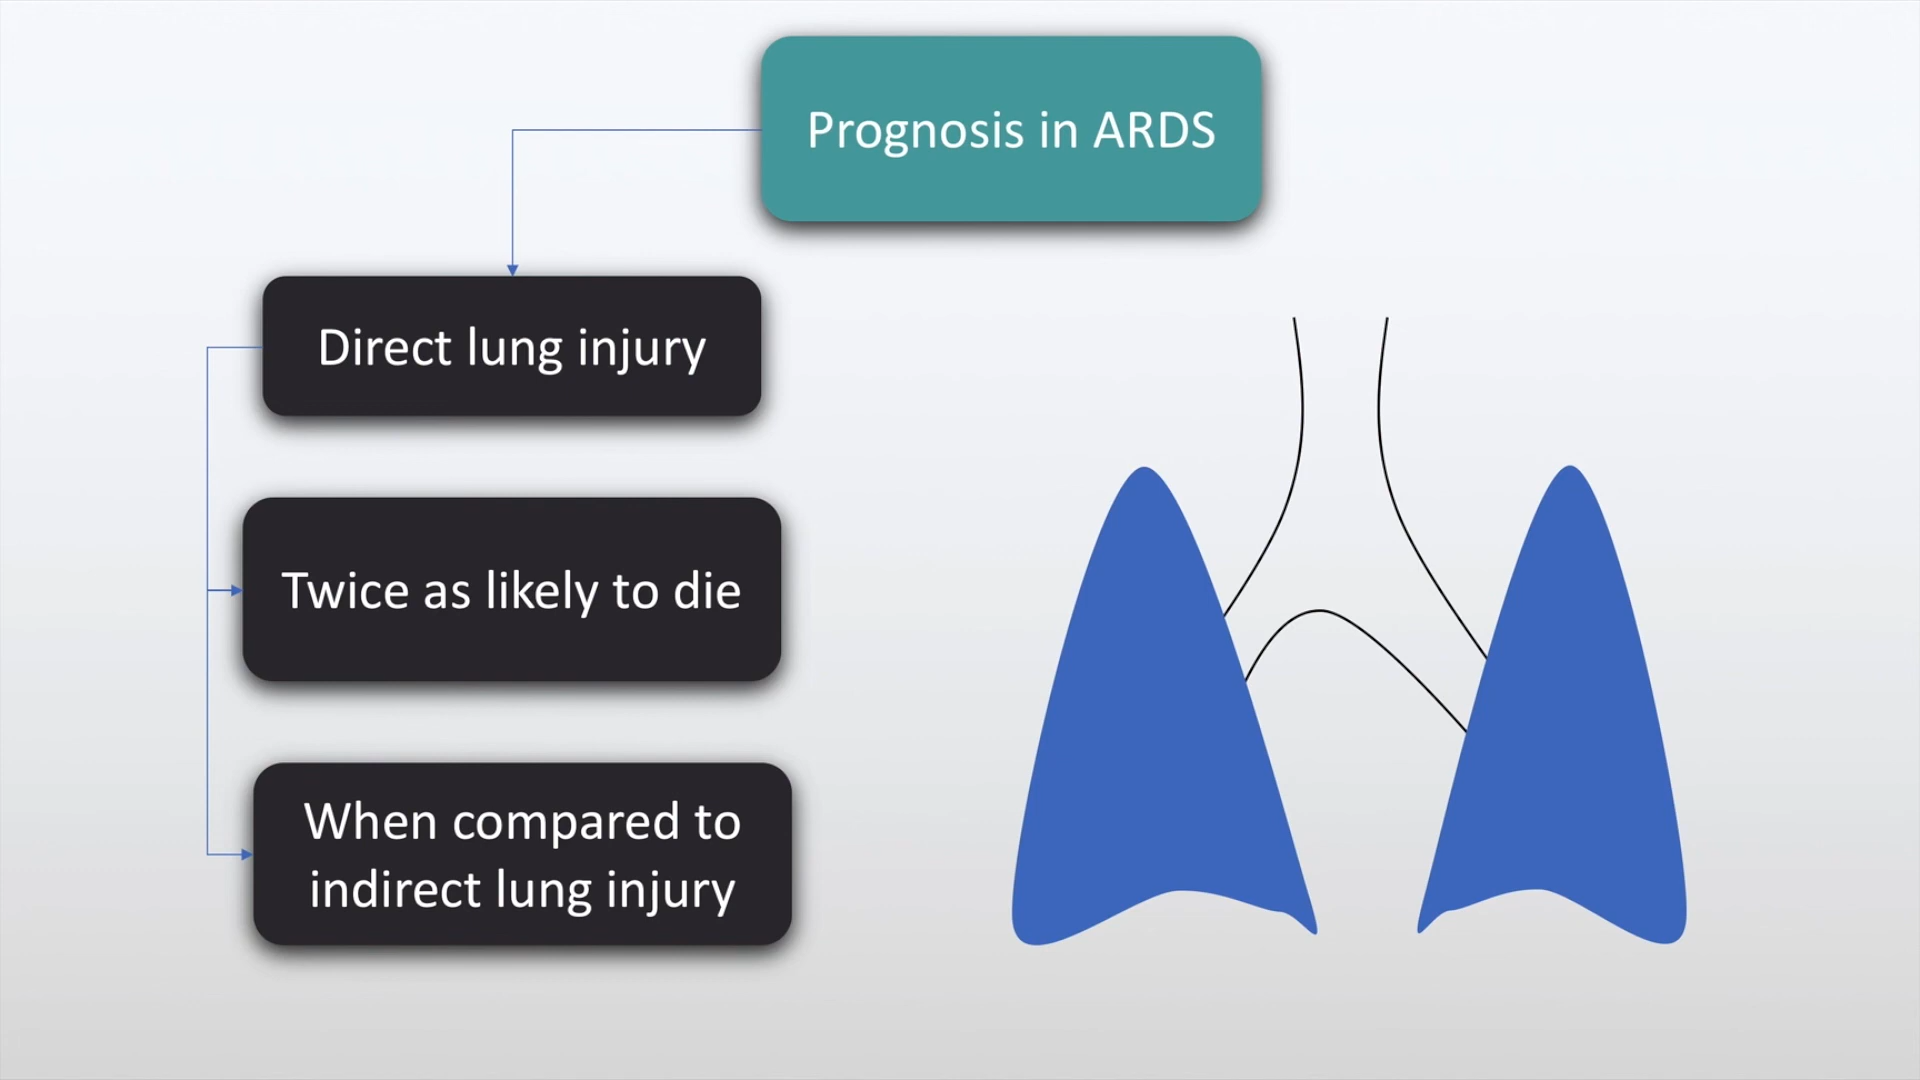 Prognosis in ARDS
Direct lung injury
Twice as likely to die
When compared to
indirect lung injury